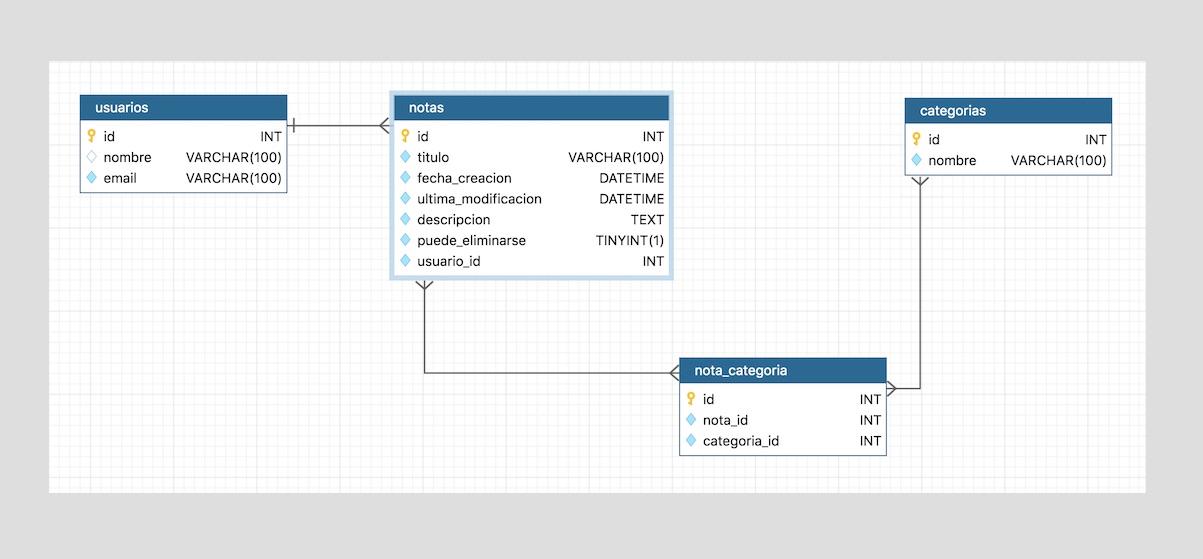 usuarios
id INT
nombre VARCHAR(100)
email VARCHAR(100)
notas
id INT
titulo VARCHAR(100)
fecha_creacion DATETIME
ultima_modificacion DATETIME
descripcion TEXT
puede_eliminarse TINYINT(1)
usuario_id INT
categorias
id INT
nombre VARCHAR(100)
nota_categoria
id INT
nota_id INT
categoria_id INT